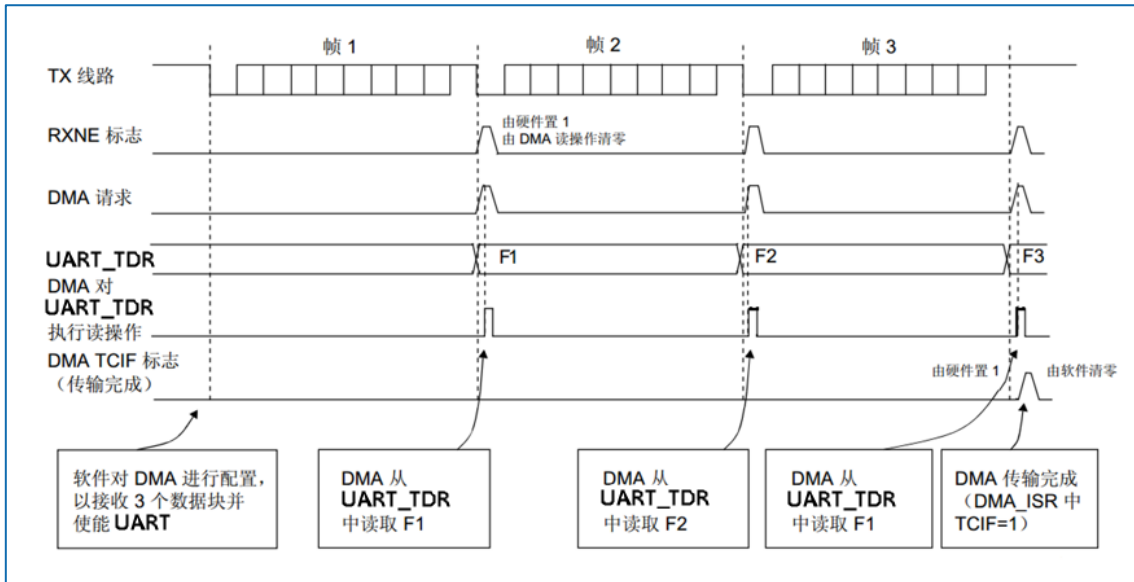 帧 1
帧 2
帧 3
TX 线路
RXNE 标志
由硬件置 1
由 DMA 读操作清零
DMA 请求
UART_TDR
F1
F2
F3
DMA 对
UART_TDR
执行读操作
DMA TCIF 标志
（传输完成）
由硬件置 1
由软件清零
软件对 DMA 进行配置，
以接收 3 个数据块并
使能 UART
DMA 从
UART_TDR
中读取 F1
DMA 从
UART_TDR
中读取 F2
DMA 从
UART_TDR
中读取 F1
DMA 传输完成
（DMA_ISR 中
TCIF=1）